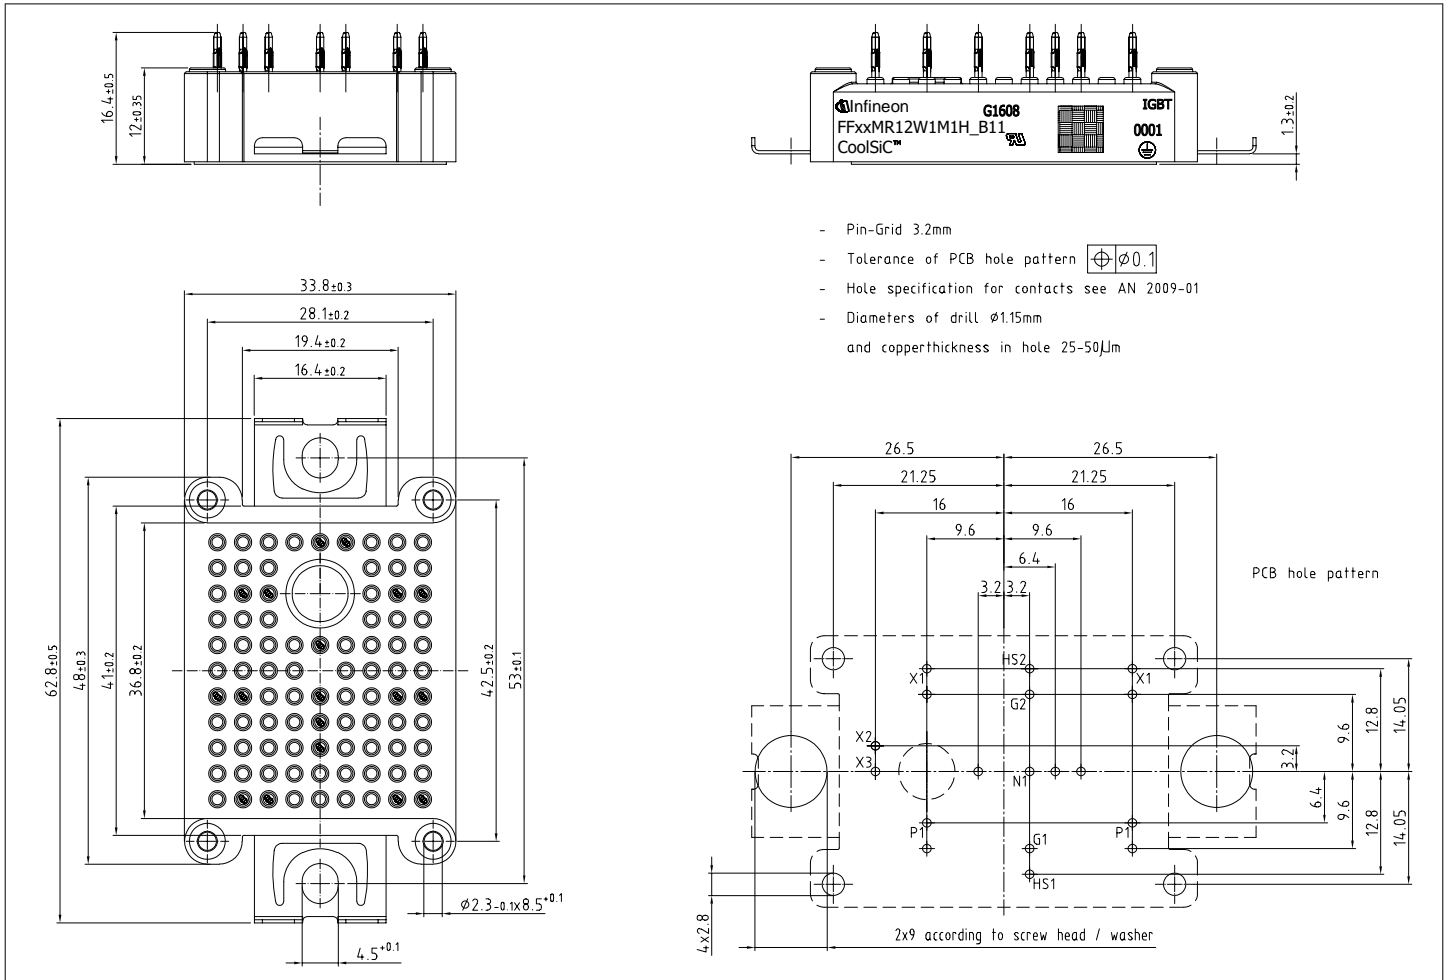 16.4±0.5
12±0.35
Infineon
G1608
IGBT
FFxxMR12W1M1H_B11
0001
CoolSiC™
1.3±0.2
- Pin-Grid 3.2mm
- Tolerance of PCB hole pattern ⌖ ⌀0.1
- Hole specification for contacts see AN 2009-01
- Diameters of drill ⌀1.15mm
and copperthickness in hole 25-50µm
33.8±0.3
28.1±0.2
19.4±0.2
16.4±0.2
62.8±0.5
48±0.3
41±0.2
36.8±0.2
42.5±0.2
53±0.1
⌀2.3-0.1x8.5+0.1
4.5+0.1
26.5 26.5
21.25 21.25
16 16
9.6 9.6
6.4
3.2 3.2
PCB hole pattern
HS2
X1 X1
G2
X2
X3
N1
P1 P1
G1
HS1
3.2
9.6
12.8
14.05
6.4
9.6
12.8
14.05
4x2.8
2x9 according to screw head / washer